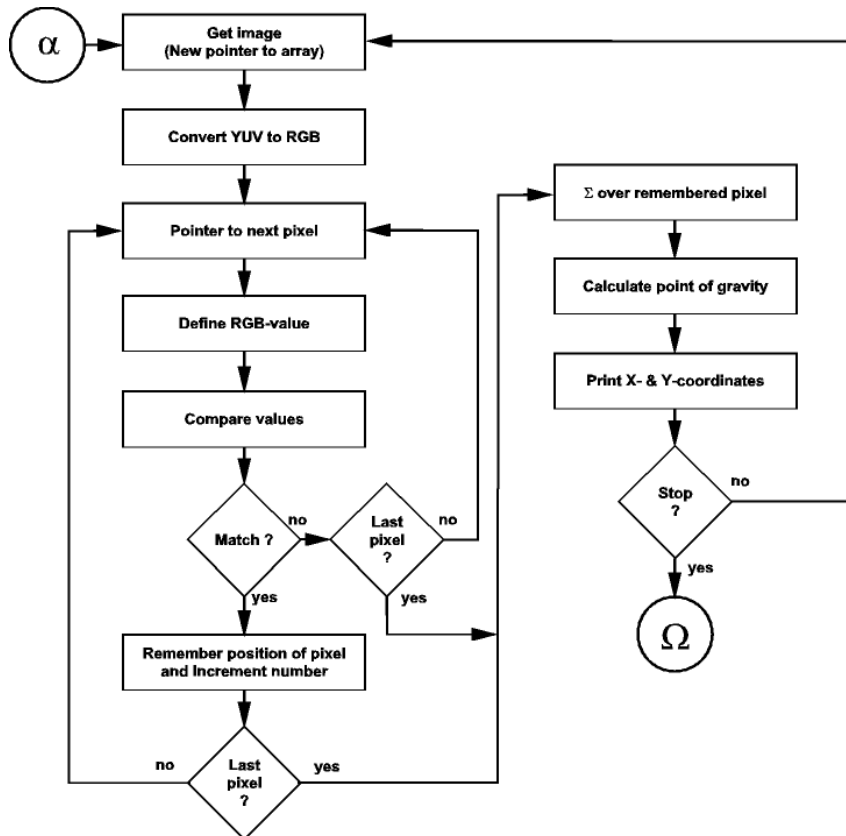 α
Get image
(New pointer to array)
Convert YUV to RGB
Pointer to next pixel
Define RGB-value
Compare values
Match ?
no
yes
Last
pixel
?
no
yes
Remember position of pixel
and Increment number
Last
pixel
?
no
yes
Σ over remembered pixel
Calculate point of gravity
Print X- & Y-coordinates
Stop
?
no
yes
Ω